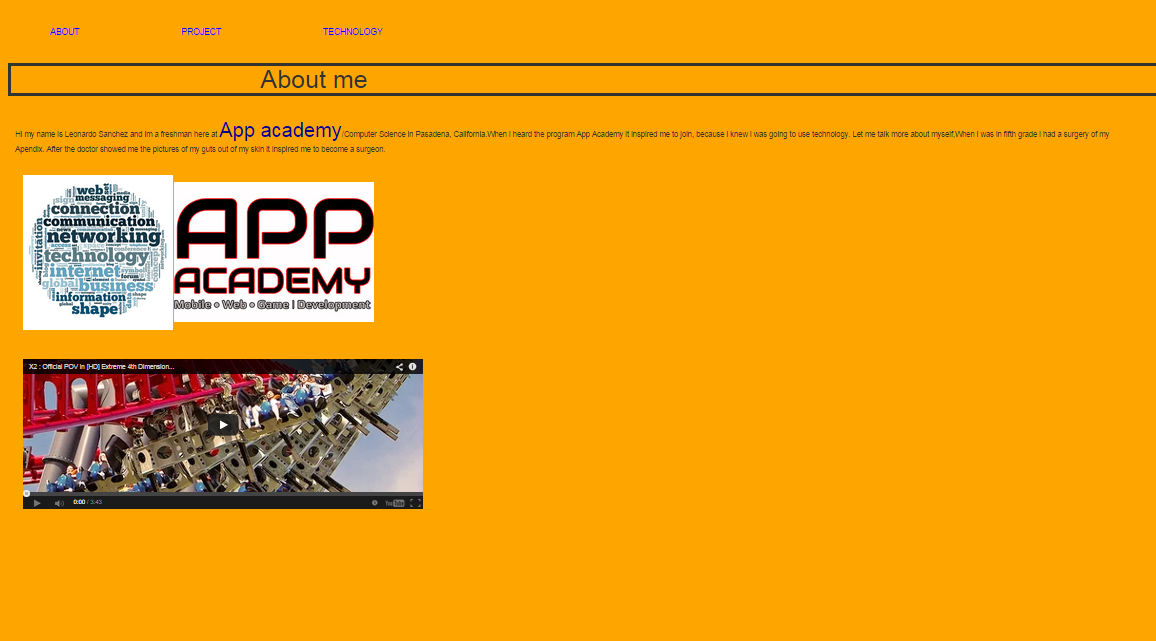 ABOUT PROJECT TECHNOLOGY
About me
Hi my name is Leonardo Sanchez and im a freshman here at App academy/Computer Science in Pasadena, California.When i heard the program App Academy it inspired me to join, because i knew i was going to use technology. Let me talk more about myself,When i was in fifth grade i had a surgery of my
Apendix. After the doctor showed me the pictures of my guts out of my skin it inspired me to become a surgeon.
web
messaging
connection
communication
networking
technology
internet
global business
information
shape
invitation
APP
ACADEMY
Mobile • Web • Game | Development
X2 : Official POV in [HD] Extreme 4th Dimension...
0:00 / 3:43
YouTube